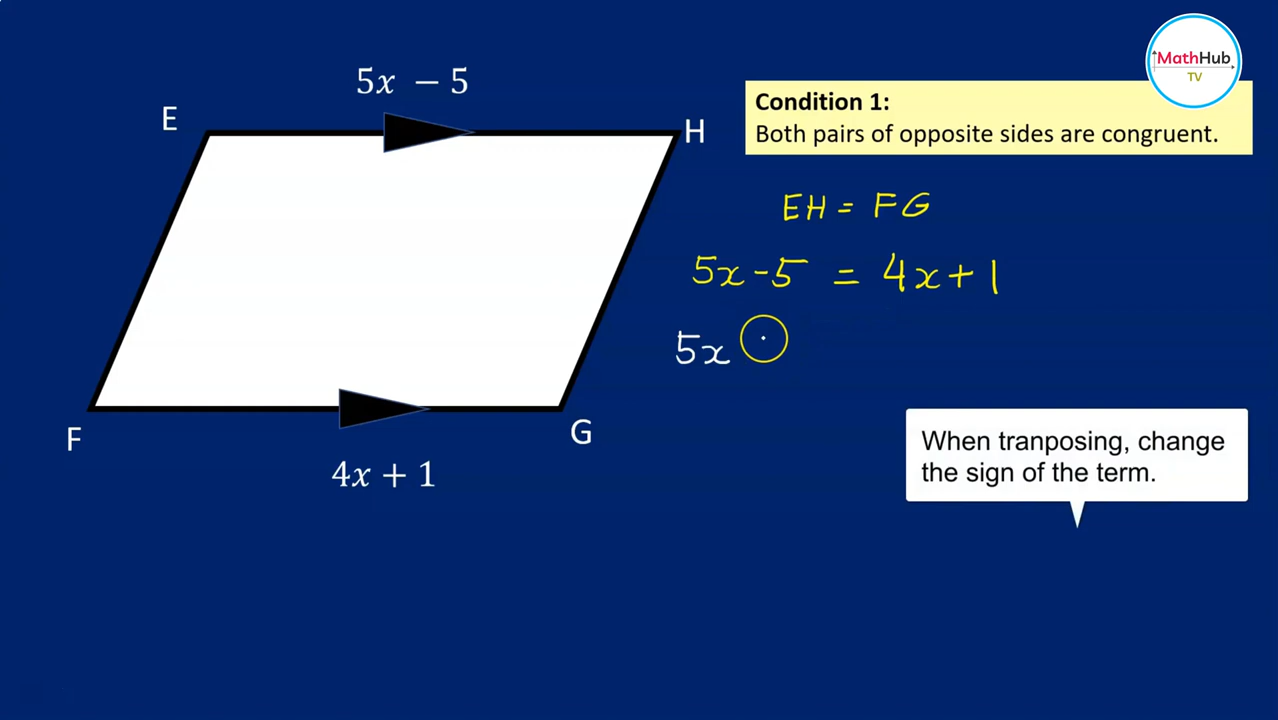 MathHub
TV
5x − 5
E
H
Condition 1:
Both pairs of opposite sides are congruent.
EH = FG
5x - 5 = 4x + 1
5x
F
G
4x + 1
When tranposing, change
the sign of the term.